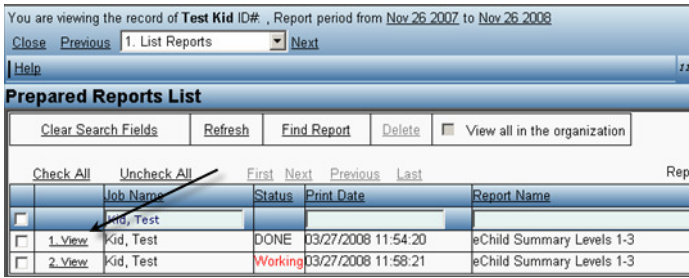 You are viewing the record of Test Kid ID#: , Report period from Nov 26 2007 to Nov 26 2008
Close Previous 1. List Reports Next
Help
Prepared Reports List
Clear Search Fields Refresh Find Report Delete View all in the organization
Check All Uncheck All First Next Previous Last Rep
Job Name Status Print Date Report Name
Kid, Test
1. View Kid, Test DONE 03/27/2008 11:54:20 eChild Summary Levels 1-3
2. View Kid, Test Working 03/27/2008 11:58:21 eChild Summary Levels 1-3